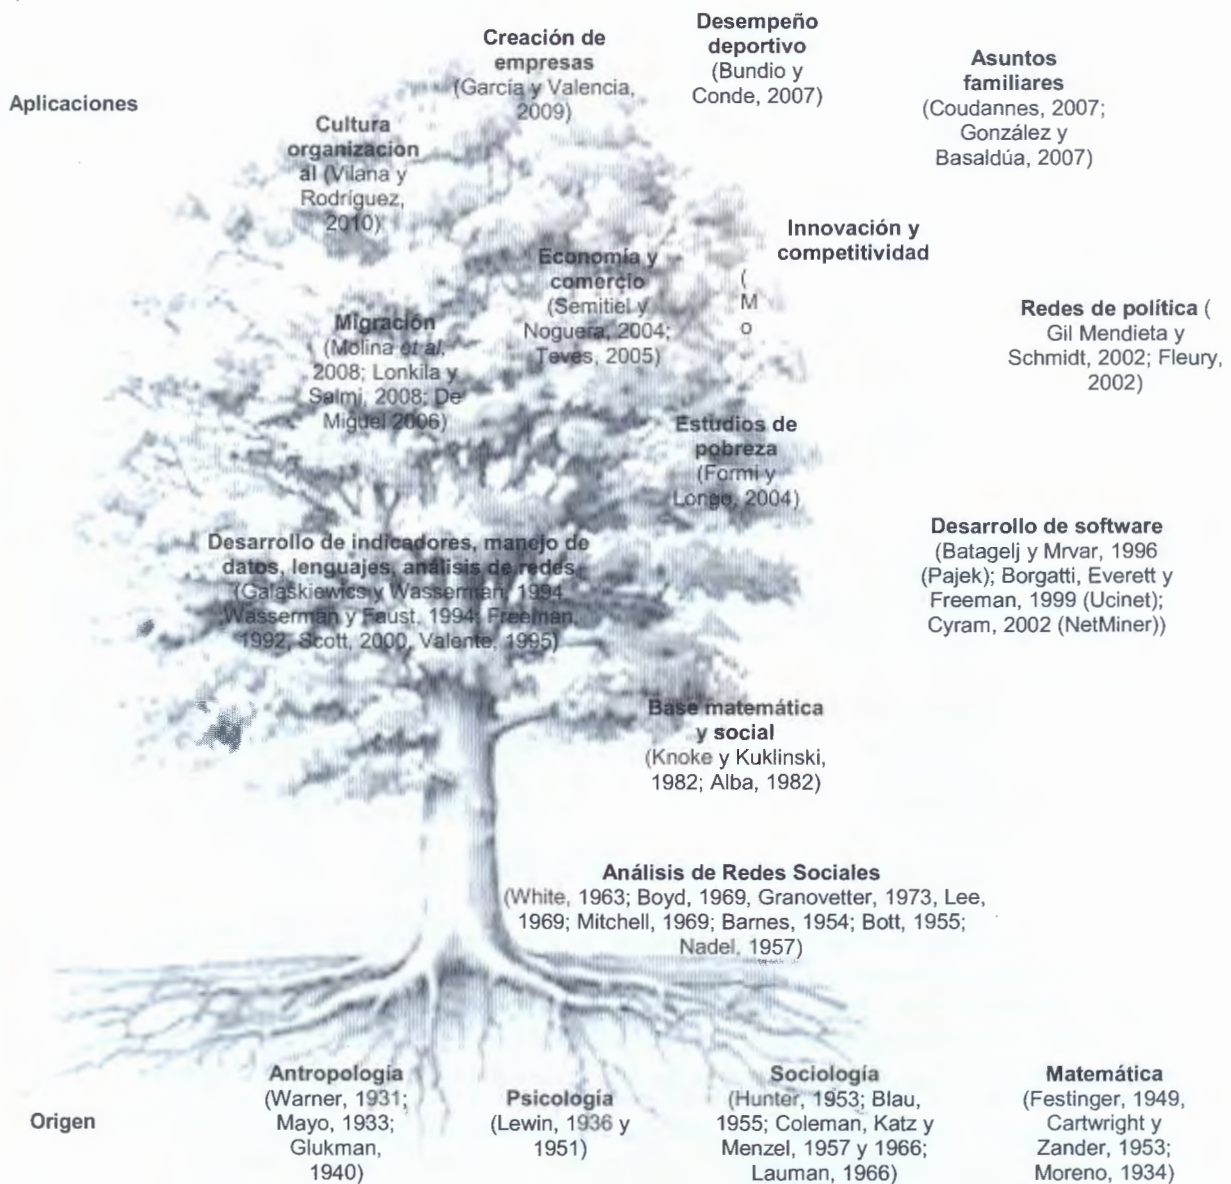 Aplicaciones
Creación de
empresas
(García y Valencia,
2009)
Desempeño
deportivo
(Bundio y
Conde, 2007)
Asuntos
familiares
(Coudannes, 2007;
González y
Basaldúa, 2007)
Cultura
organizacion
al (Vilana y
Rodríguez,
2010)
Innovación y
competitividad
(
M
o
Economía y
comercio
(Semitiel y
Noguera, 2004;
Teves, 2005)
Redes de política (
Gil Mendieta y
Schmidt, 2002; Fleury,
2002)
Migración
(Molina et al,
2008; Lonkila y
Salmi, 2008; De
Miguel 2006)
Estudios de
pobreza
(Formi y
Longo, 2004)
Desarrollo de software
(Batagelj y Mrvar, 1996
(Pajek); Borgatti, Everett y
Freeman, 1999 (Ucinet);
Cyram, 2002 (NetMiner))
Desarrollo de indicadores, manejo de
datos, lenguajes, análisis de redes
(Galaskiewics y Wasserman, 1994,
Wasserman y Faust, 1994; Freeman,
1992, Scott, 2000, Valente, 1995)
Base matemática
y social
(Knoke y Kuklinski,
1982; Alba, 1982)
Análisis de Redes Sociales
(White, 1963; Boyd, 1969, Granovetter, 1973, Lee,
1969; Mitchell, 1969; Barnes, 1954; Bott, 1955;
Nadel, 1957)
Origen
Antropología
(Warner, 1931;
Mayo, 1933;
Glukman,
1940)
Psicología
(Lewin, 1936 y
1951)
Sociología
(Hunter, 1953; Blau,
1955; Coleman, Katz y
Menzel, 1957 y 1966;
Lauman, 1966)
Matemática
(Festinger, 1949,
Cartwright y
Zander, 1953;
Moreno, 1934)